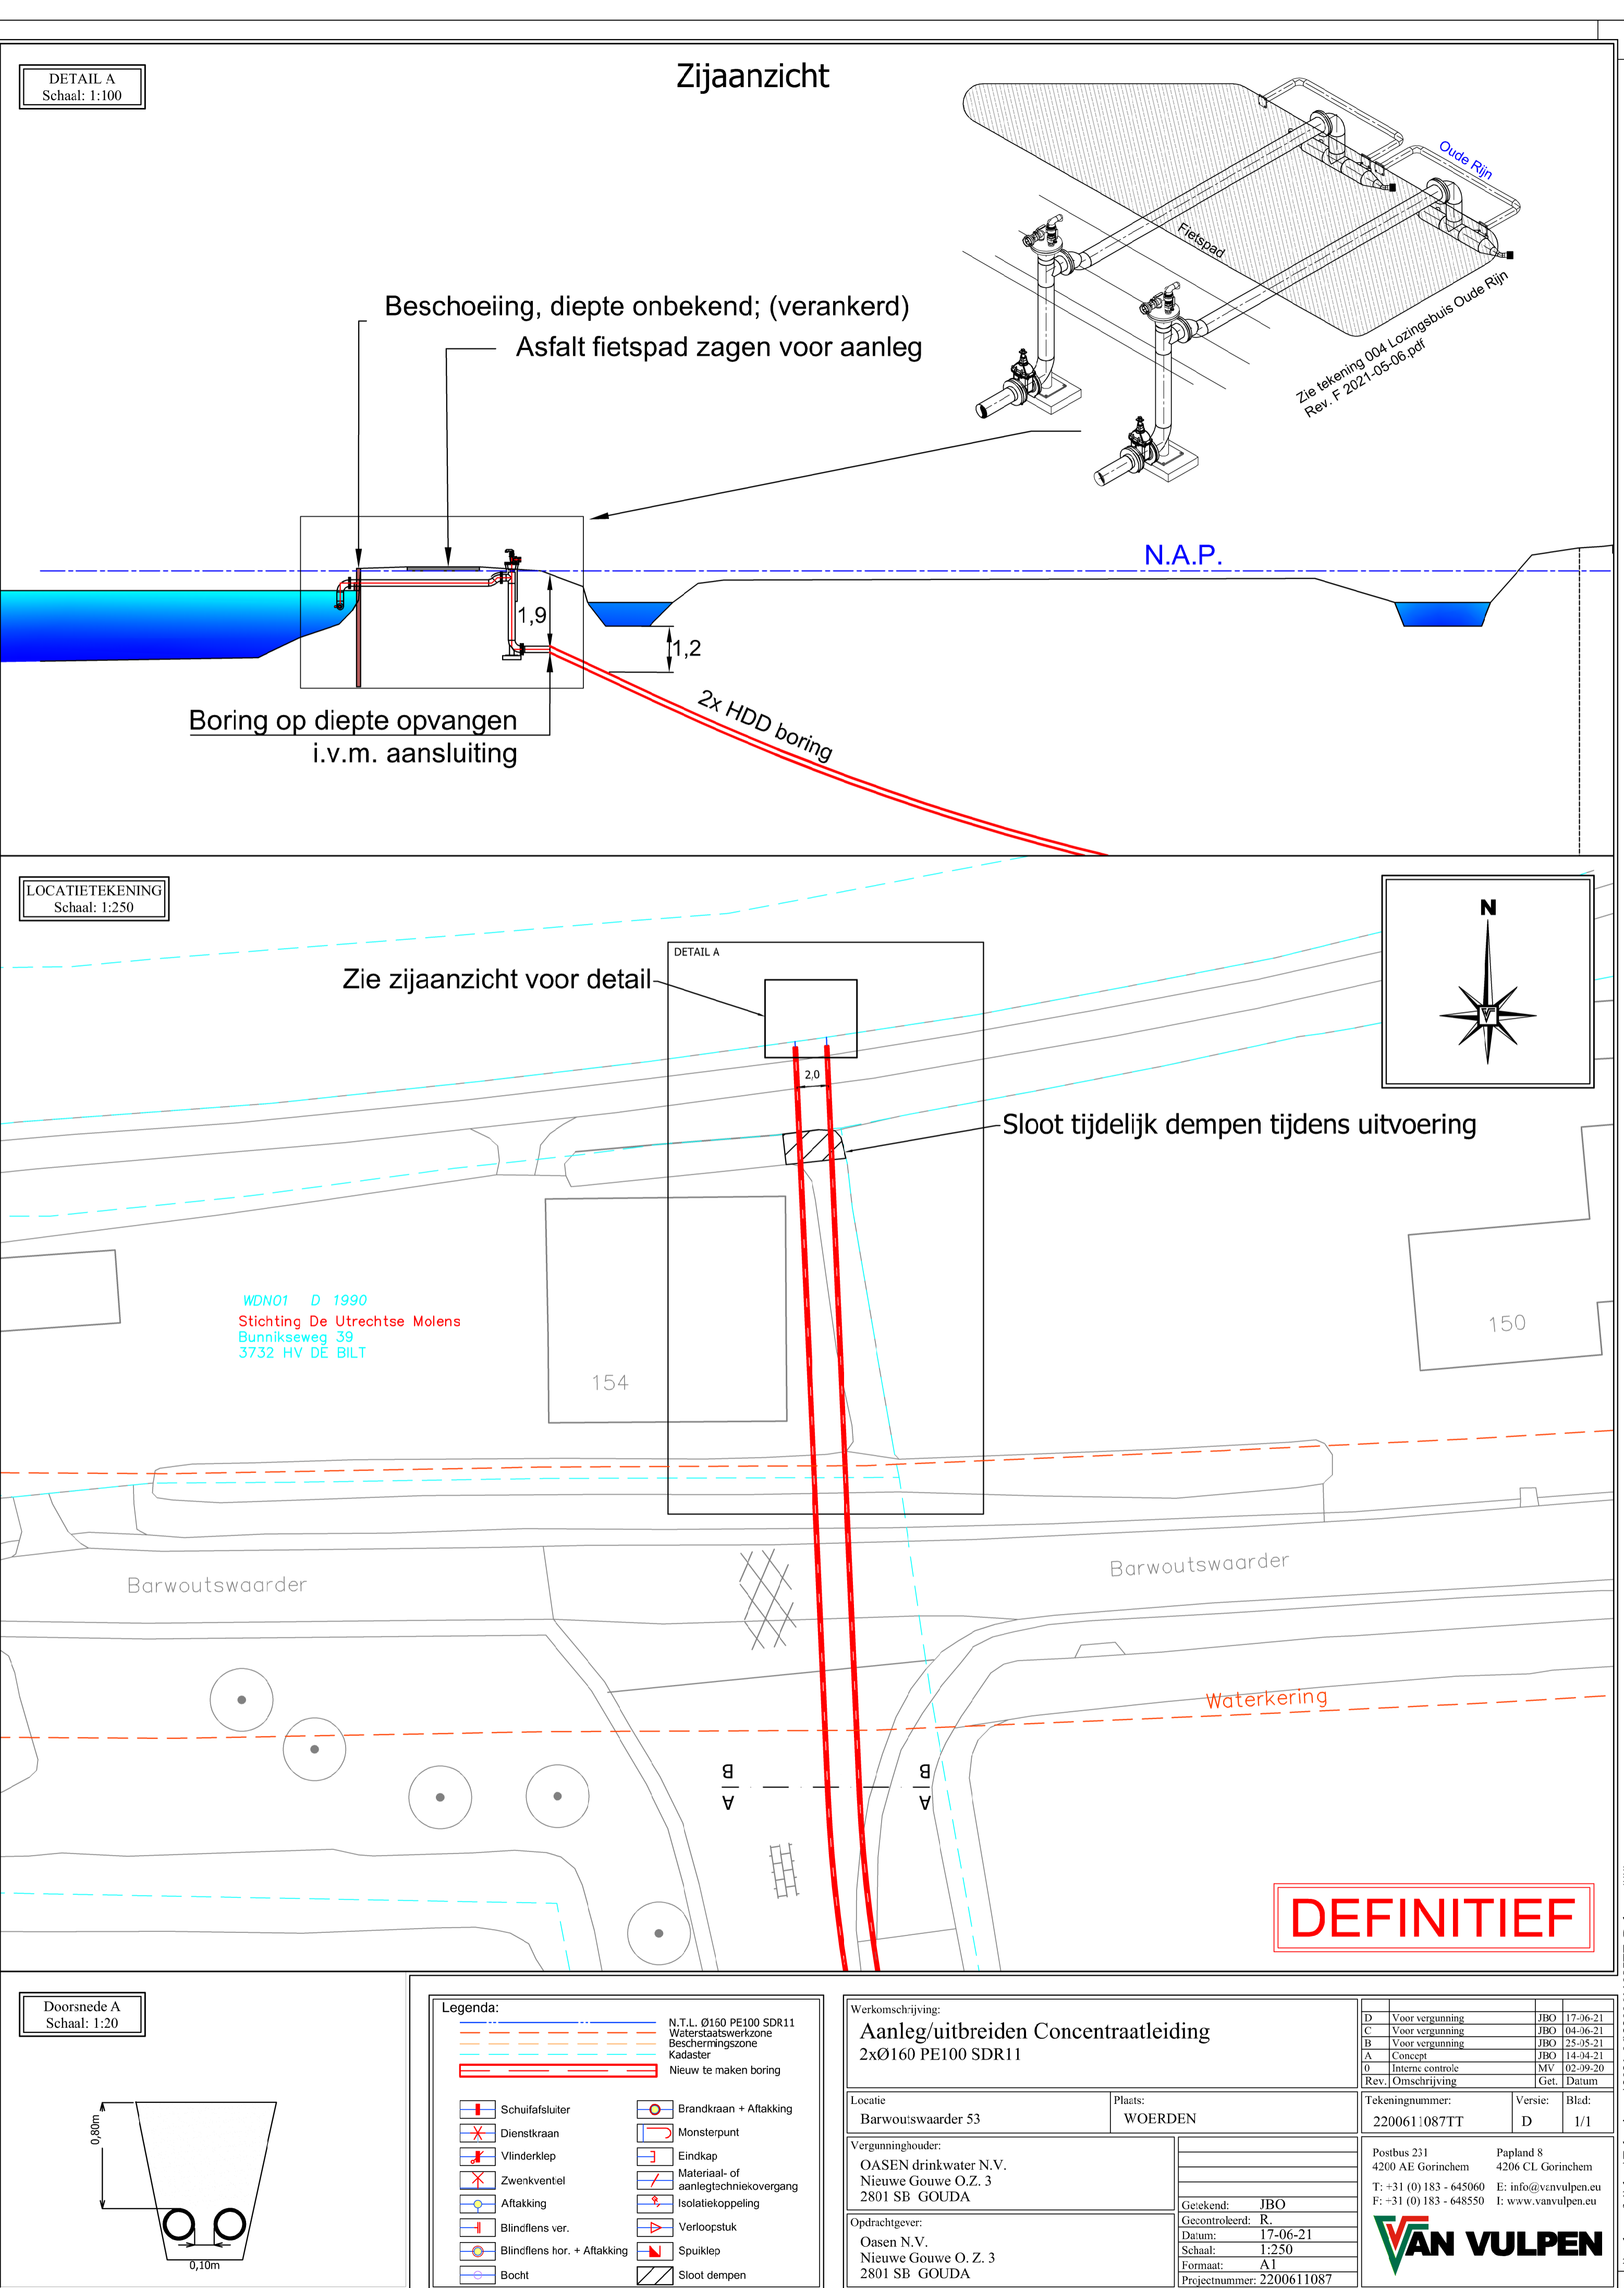 DETAIL A
Schaal: 1:100
Zijaanzicht
Oude Rijn
Fietspad
Zie tekening 004 Lozingsbuis Oude Rijn
Rev. F 2021-05-06.pdf
Beschoeiing, diepte onbekend; (verankerd)
Asfalt fietspad zagen voor aanleg
N.A.P.
1,9
1,2
Boring op diepte opvangen
i.v.m. aansluiting
2x HDD boring
LOCATIETEKENING
Schaal: 1:250
N
DETAIL A
Zie zijaanzicht voor detail
2,0
Sloot tijdelijk dempen tijdens uitvoering
WDN01 D 1990
Stichting De Utrechtse Molens
Bunnikseweg 39
3732 HV DE BILT
154
150
Barwoutswaarder
Barwoutswaarder
Waterkering
B
B
A
A
DEFINITIEF
Doorsnede A
Schaal: 1:20
0,80m
0,10m
Legenda:
N.T.L. Ø160 PE100 SDR11
Waterstaatswerkzone
Beschermingszone
Kadaster
Nieuw te maken boring
Schuifafsluiter
Dienstkraan
Vlinderklep
Zwenkventiel
Aftakking
Blindflens ver.
Blindflens hor. + Aftakking
Bocht
Brandkraan + Aftakking
Monsterpunt
Eindkap
Materiaal- of
aanlegtechniekovergang
Isolatiekoppeling
Verloopstuk
Spuiklep
Sloot dempen
Werkomschrijving:
Aanleg/uitbreiden Concentraatleiding
2xØ160 PE100 SDR11
Locatie
Barwoutswaarder 53
Plaats:
WOERDEN
Vergunninghouder:
OASEN drinkwater N.V.
Nieuwe Gouwe O.Z. 3
2801 SB GOUDA
Opdrachtgever:
Oasen N.V.
Nieuwe Gouwe O. Z. 3
2801 SB GOUDA
Getekend: JBO
Gecontroleerd: R.
Datum: 17-06-21
Schaal: 1:250
Formaat: A1
Projectnummer: 2200611087
D Voor vergunning JBO 17-06-21
C Voor vergunning JBO 04-06-21
B Voor vergunning JBO 25-05-21
A Concept JBO 14-04-21
0 Interne controle MV 02-09-20
Rev. Omschrijving Get. Datum
Tekeningnummer: Versie: Blad:
2200611087TT D 1/1
Postbus 231 Papland 8
4200 AE Gorinchem 4206 CL Gorinchem
T: +31 (0) 183 - 645060 E: info@vanvulpen.eu
F: +31 (0) 183 - 648550 I: www.vanvulpen.eu
VAN VULPEN